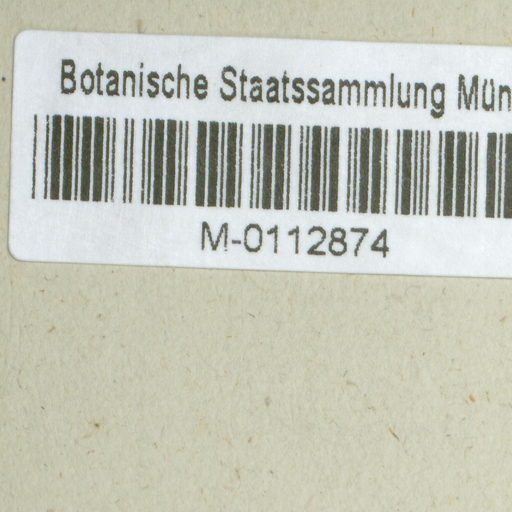 Botanische Staatssammlung Mün
M-0112874